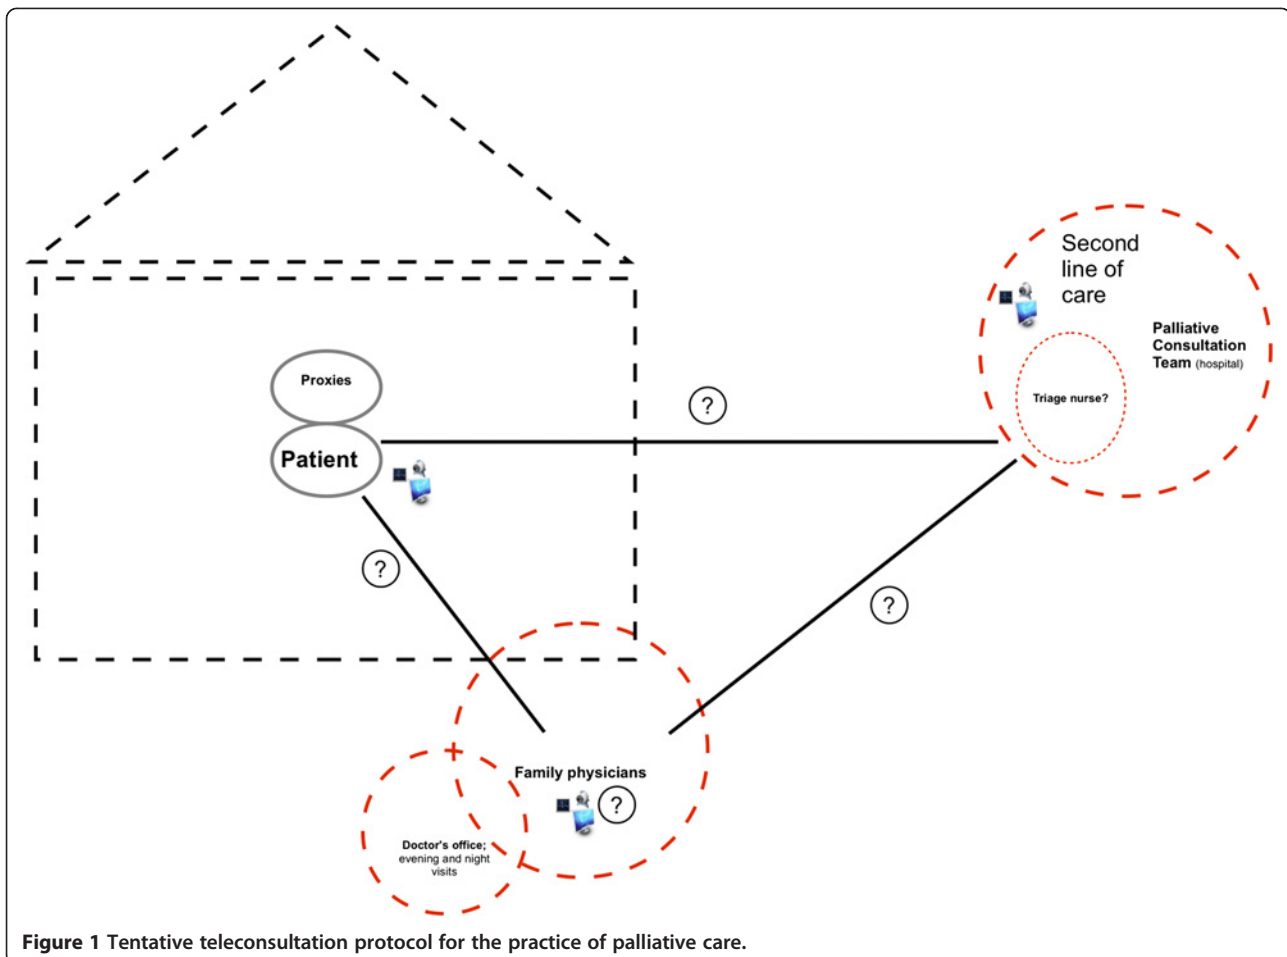 Second
line of
care
Palliative
Consultation
Team (hospital)
Proxies
?
Triage nurse?
Patient
?
?
Family physicians
?
Doctor's office;
evening and night
visits
Figure 1 Tentative teleconsultation protocol for the practice of palliative care.